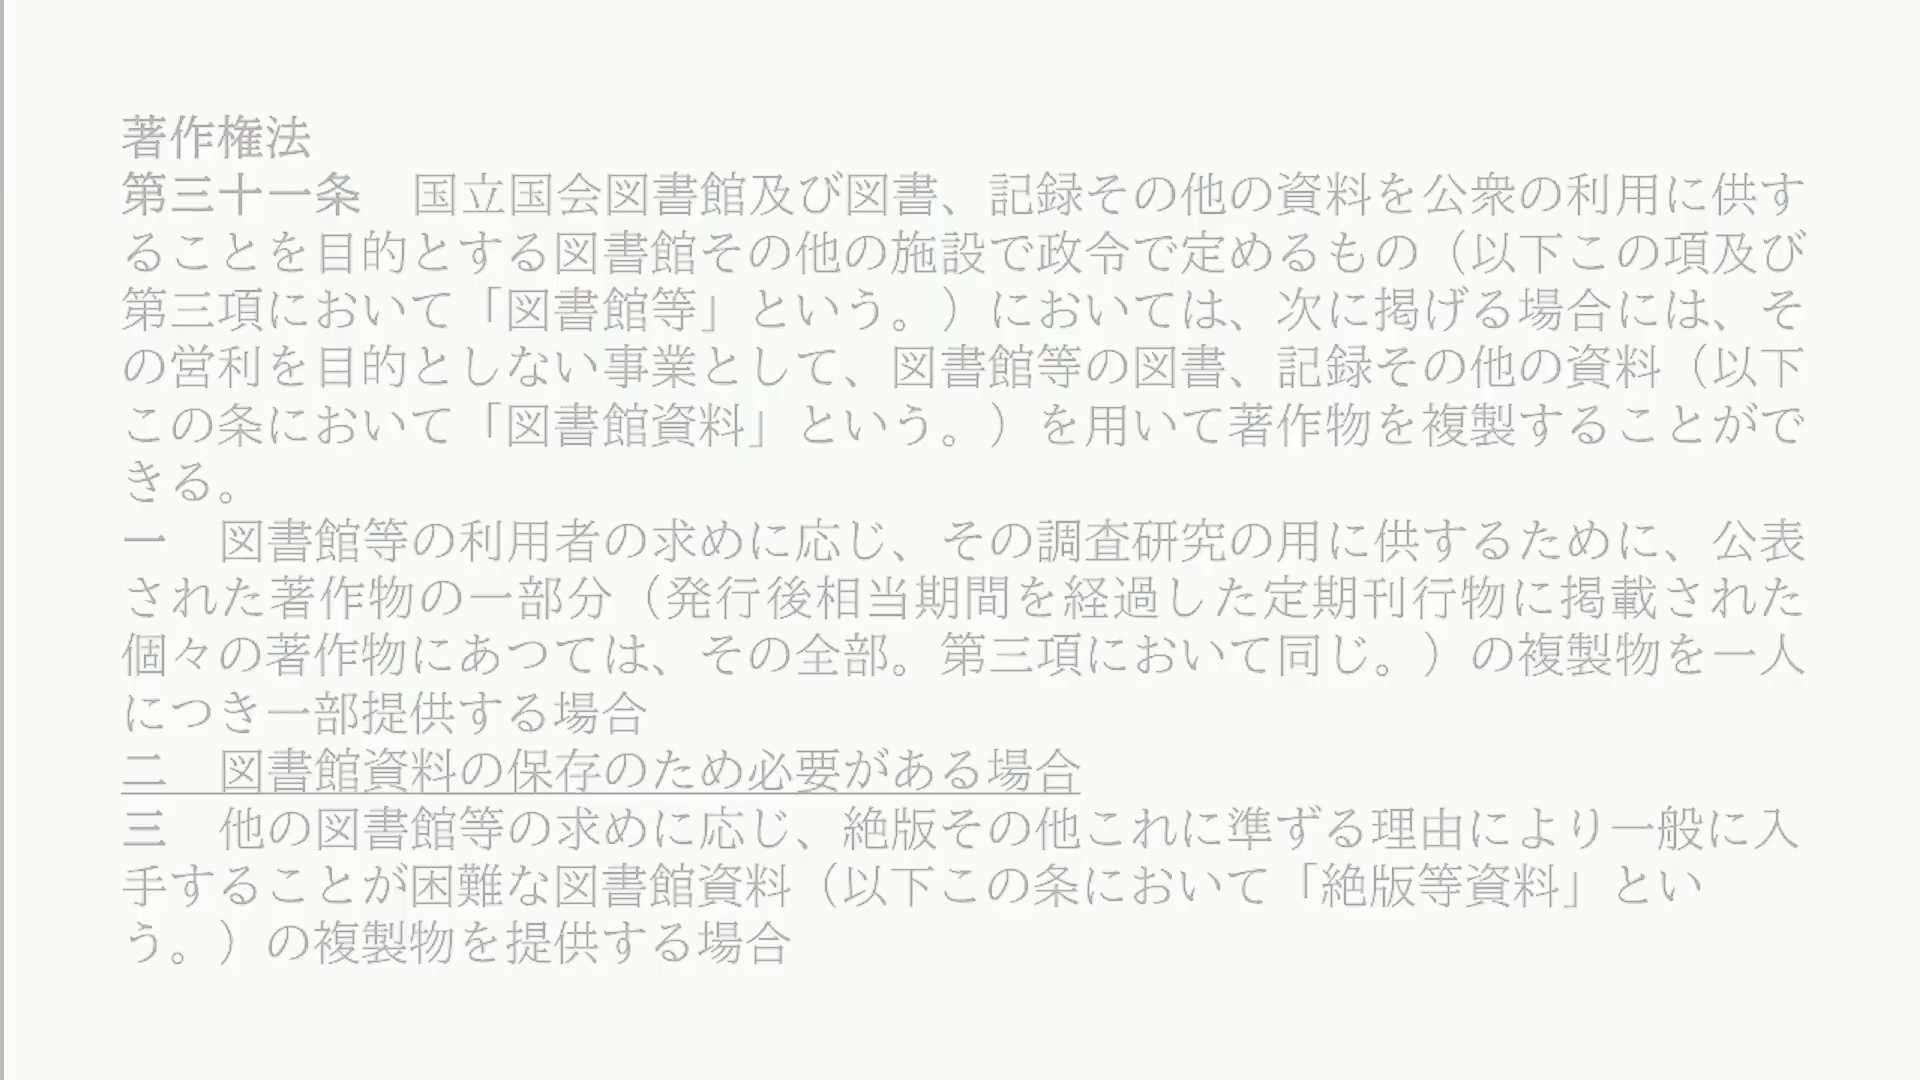 著作権法
第三十一条　国立国会図書館及び図書、記録その他の資料を公衆の利用に供す
ることを目的とする図書館その他の施設で政令で定めるもの（以下この項及び
第三項において「図書館等」という。）においては、次に掲げる場合には、そ
の営利を目的としない事業として、図書館等の図書、記録その他の資料（以下
この条において「図書館資料」という。）を用いて著作物を複製することがで
きる。
一　図書館等の利用者の求めに応じ、その調査研究の用に供するために、公表
された著作物の一部分（発行後相当期間を経過した定期刊行物に掲載された
個々の著作物にあつては、その全部。第三項において同じ。）の複製物を一人
につき一部提供する場合
二　図書館資料の保存のため必要がある場合
三　他の図書館等の求めに応じ、絶版その他これに準ずる理由により一般に入
手することが困難な図書館資料（以下この条において「絶版等資料」とい
う。）の複製物を提供する場合